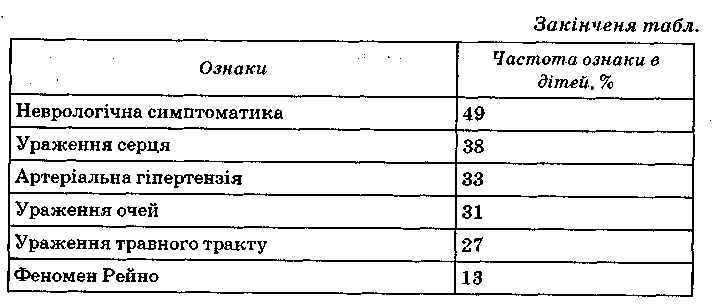 Закінченя табл.
Ознаки
Частота ознаки в
дітей, %
Неврологічна симптоматика 49
Ураження серця 38
Артеріальна гіпертензія 33
Ураження очей 31
Ураження травного тракту 27
Феномен Рейно 13